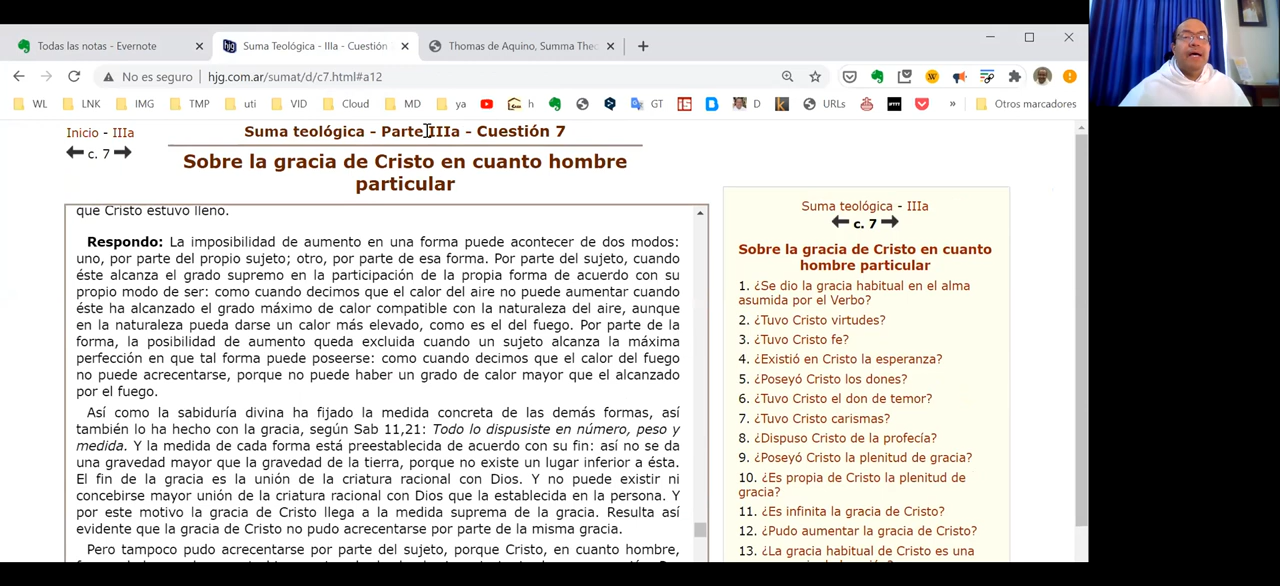 Todas las notas - Evernote
Suma Teológica - IIIa - Cuestión
Thomas de Aquino, Summa Theo
No es seguro
hjg.com.ar/sumat/d/c7.html#a12
WL
LNK
IMG
TMP
uti
VID
Cloud
MD
ya
h
GT
D
URLs
»
Otros marcadores
Inicio - IIIa
c. 7
Suma teológica - Parte IIIa - Cuestión 7
Sobre la gracia de Cristo en cuanto hombre
particular
que Cristo estuvo lleno.
Respondo: La imposibilidad de aumento en una forma puede acontecer de dos modos:
uno, por parte del propio sujeto; otro, por parte de esa forma. Por parte del sujeto, cuando
éste alcanza el grado supremo en la participación de la propia forma de acuerdo con su
propio modo de ser: como cuando decimos que el calor del aire no puede aumentar cuando
éste ha alcanzado el grado máximo de calor compatible con la naturaleza del aire, aunque
en la naturaleza pueda darse un calor más elevado, como es el del fuego. Por parte de la
forma, la posibilidad de aumento queda excluida cuando un sujeto alcanza la máxima
perfección en que tal forma puede poseerse: como cuando decimos que el calor del fuego
no puede acrecentarse, porque no puede haber un grado de calor mayor que el alcanzado
por el fuego.
Así como la sabiduría divina ha fijado la medida concreta de las demás formas, así
también lo ha hecho con la gracia, según Sab 11,21: Todo lo dispusiste en número, peso y
medida. Y la medida de cada forma está preestablecida de acuerdo con su fin: así no se da
una gravedad mayor que la gravedad de la tierra, porque no existe un lugar inferior a ésta.
El fin de la gracia es la unión de la criatura racional con Dios. Y no puede existir ni
concebirse mayor unión de la criatura racional con Dios que la establecida en la persona. Y
por este motivo la gracia de Cristo llega a la medida suprema de la gracia. Resulta así
evidente que la gracia de Cristo no pudo acrecentarse por parte de la misma gracia.
Pero tampoco pudo acrecentarse por parte del sujeto, porque Cristo, en cuanto hombre,
Suma teológica - IIIa
c. 7
Sobre la gracia de Cristo en cuanto
hombre particular
1. ¿Se dio la gracia habitual en el alma
asumida por el Verbo?
2. ¿Tuvo Cristo virtudes?
3. ¿Tuvo Cristo fe?
4. ¿Existió en Cristo la esperanza?
5. ¿Poseyó Cristo los dones?
6. ¿Tuvo Cristo el don de temor?
7. ¿Tuvo Cristo carismas?
8. ¿Dispuso Cristo de la profecía?
9. ¿Poseyó Cristo la plenitud de gracia?
10. ¿Es propia de Cristo la plenitud de
gracia?
11. ¿Es infinita la gracia de Cristo?
12. ¿Pudo aumentar la gracia de Cristo?
13. ¿La gracia habitual de Cristo es una